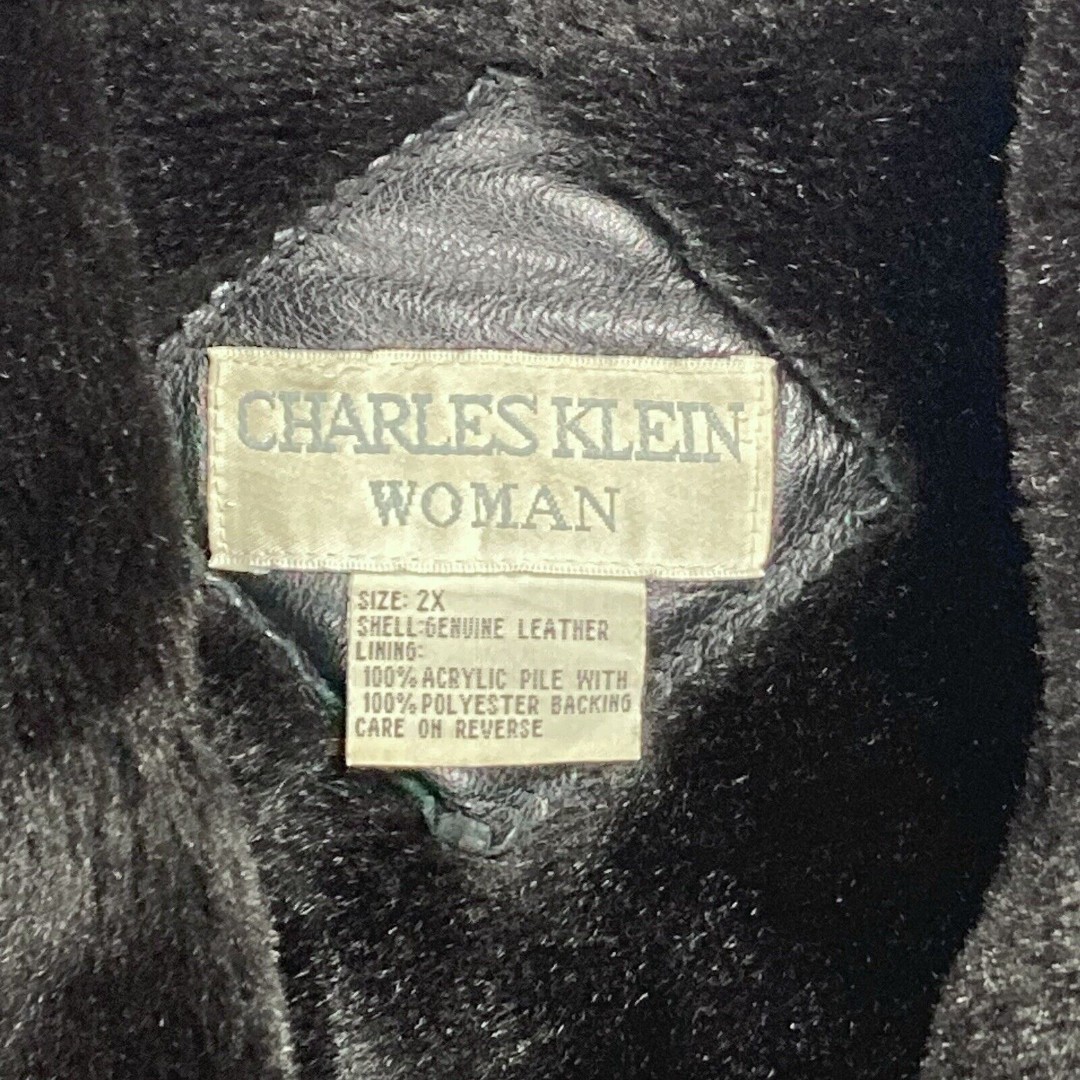 CHARLES KLEIN
WOMAN
SIZE: 2X
SHELL:GENUINE LEATHER
LINING:
100% ACRYLIC PILE WITH
100% POLYESTER BACKING
CARE ON REVERSE